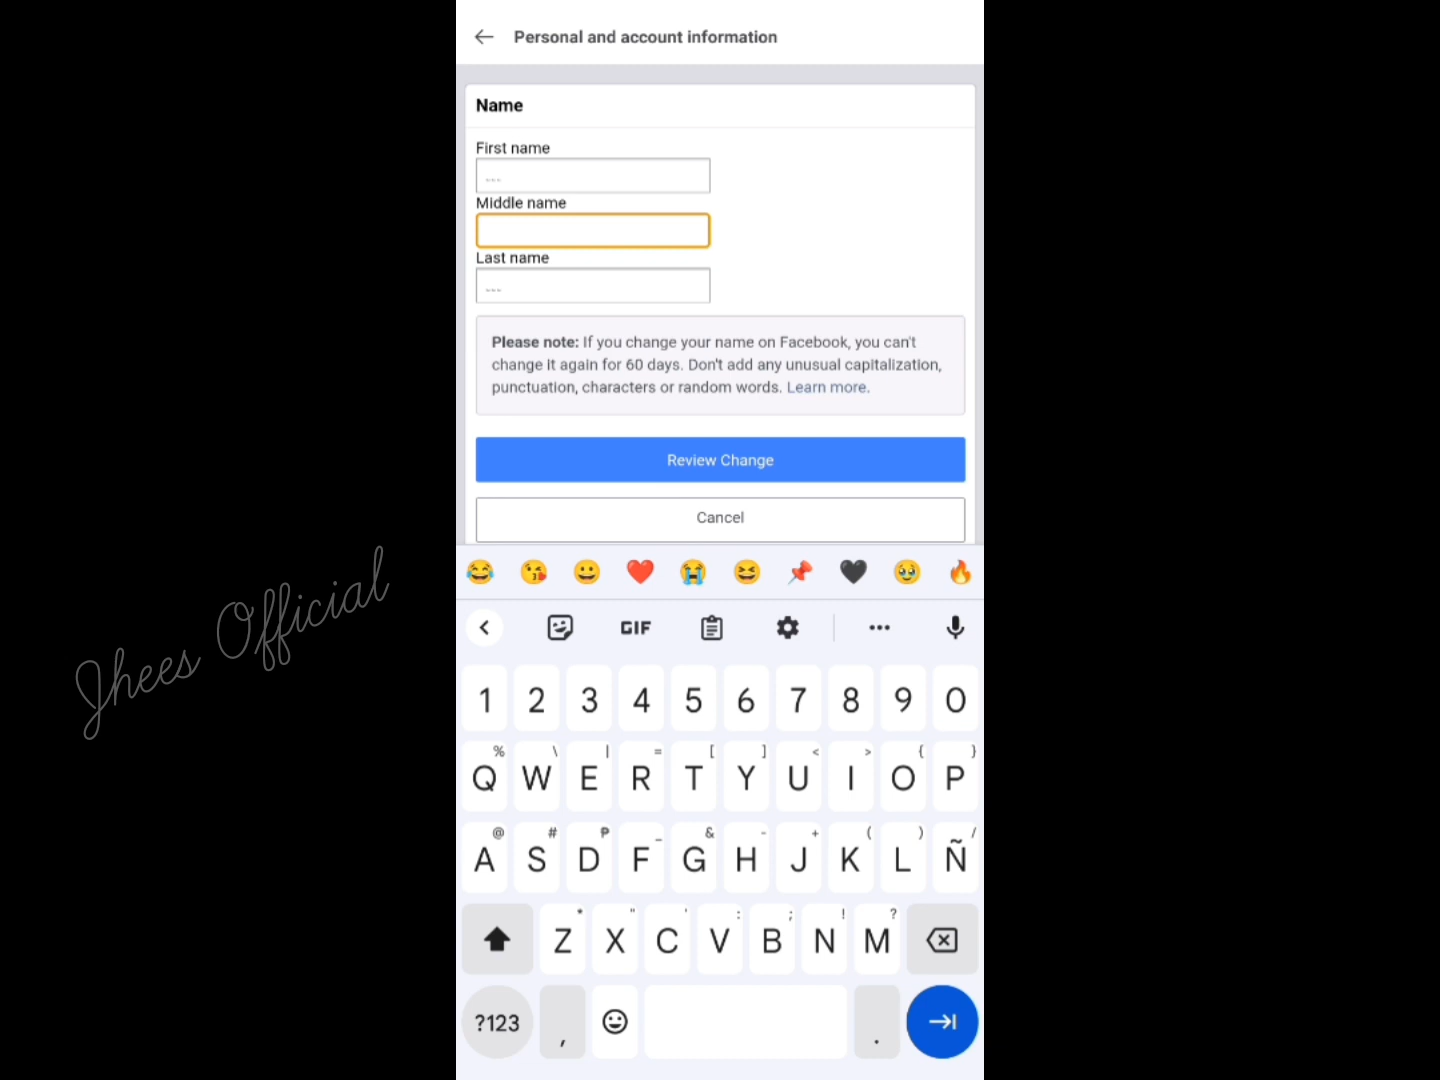 Personal and account information
Name
First name
---
Middle name
Last name
---
Please note: If you change your name on Facebook, you can't
change it again for 60 days. Don't add any unusual capitalization,
punctuation, characters or random words. Learn more.
Review Change
Cancel
Jhees Official
GIF
1 2 3 4 5 6 7 8 9 0
% \ | = [ ] < > { }
Q W E R T Y U I O P
@ # ₱ _ & - + ( ) /
A S D F G H J K L Ñ
* " ' : ; ! ?
Z X C V B N M
?123 , .